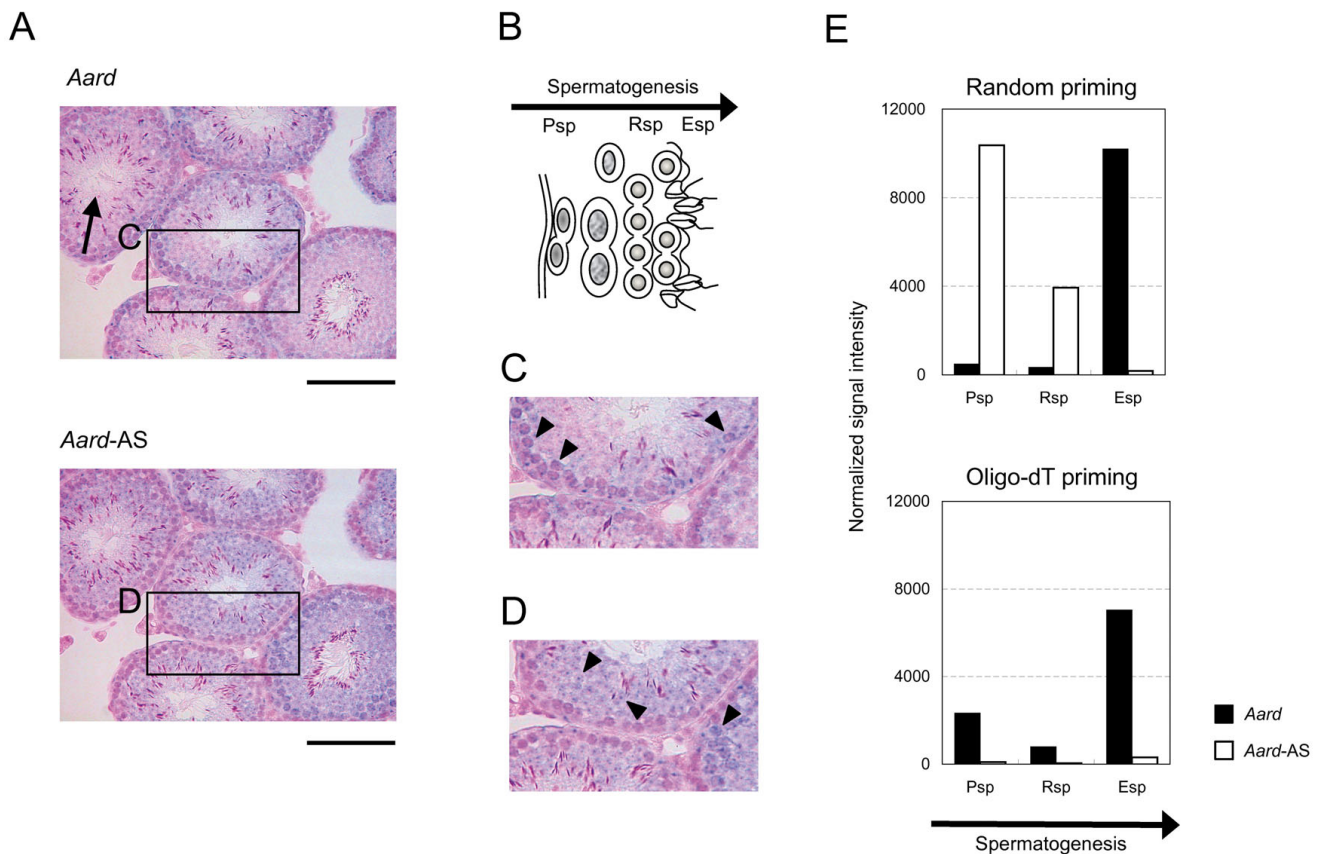 A
Aard
C
Aard-AS
D
B
Spermatogenesis
Psp Rsp Esp
C
D
E
Random priming
12000
8000
4000
0
Psp Rsp Esp
Normalized signal intensity
Oligo-dT priming
12000
8000
4000
0
Psp Rsp Esp
Spermatogenesis
Aard
Aard-AS